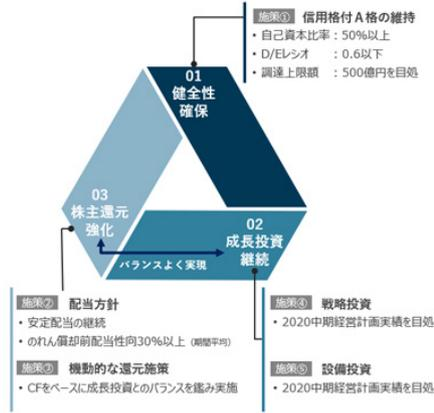 施策① 信用格付A格の維持
・自己資本比率：50%以上
・D/Eレシオ ：0.6以下
・調達上限額 ：500億円を目処
01
健全性
確保
03
株主還元
強化
02
成長投資
継続
バランスよく実現
施策② 配当方針
・安定配当の継続
・のれん償却前配当性向30%以上（期間平均）
施策③ 機動的な還元施策
・CFをベースに成長投資とのバランスを鑑み実施
施策④ 戦略投資
・2020中期経営計画実績を目処
施策⑤ 設備投資
・2020中期経営計画実績を目処